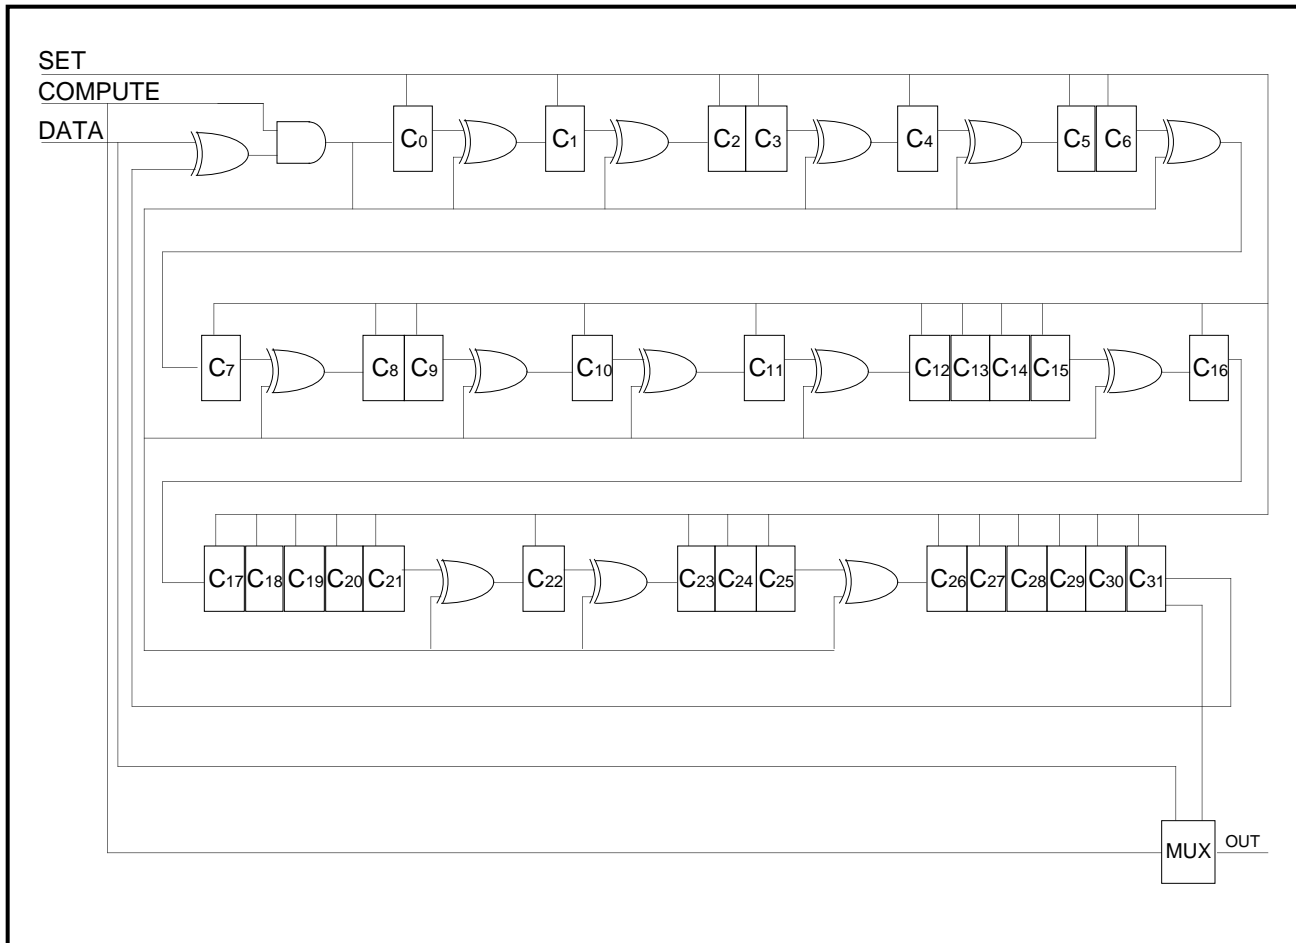 SET
COMPUTE
DATA
C0 C1 C2 C3 C4 C5 C6
C7 C8 C9 C10 C11 C12 C13 C14 C15 C16
C17 C18 C19 C20 C21 C22 C23 C24 C25 C26 C27 C28 C29 C30 C31
MUX OUT